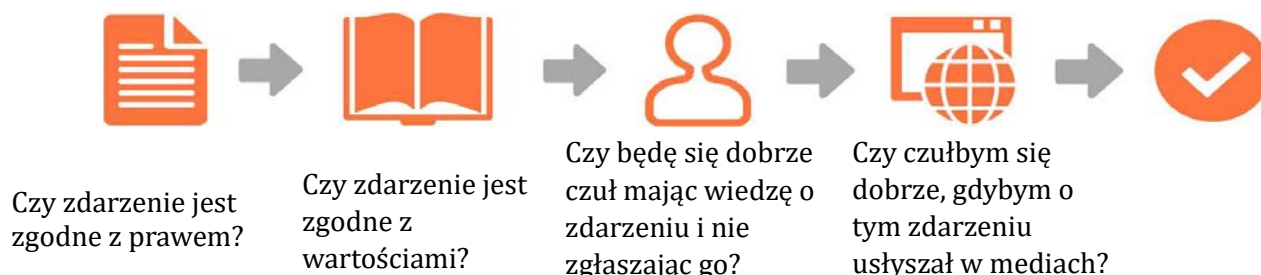 Czy zdarzenie jest
zgodne z prawem?
Czy zdarzenie jest
zgodne z
wartościami?
Czy będę się dobrze
czuł mając wiedzę o
zdarzeniu i nie
zgłaszając go?
Czy czułbym się
dobrze, gdybym o
tym zdarzeniu
usłyszał w mediach?